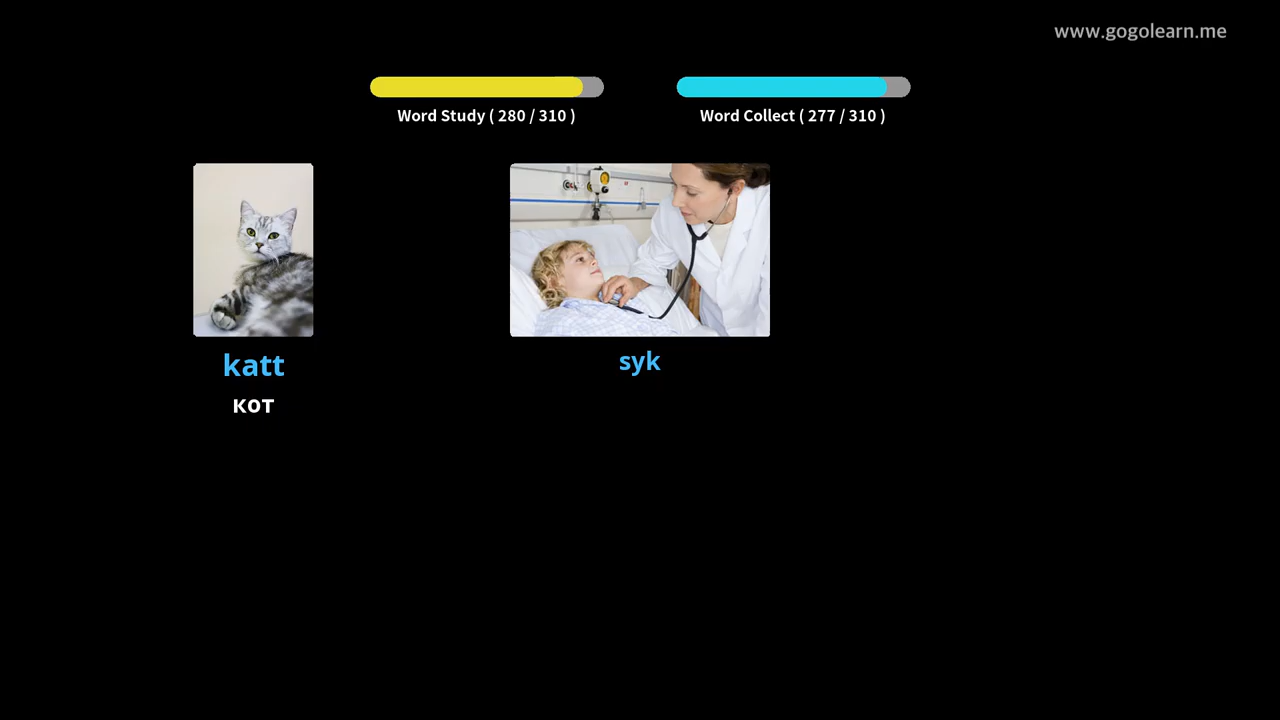 www.gogolearn.me
Word Study ( 280 / 310 )
Word Collect ( 277 / 310 )
katt
кот
syk